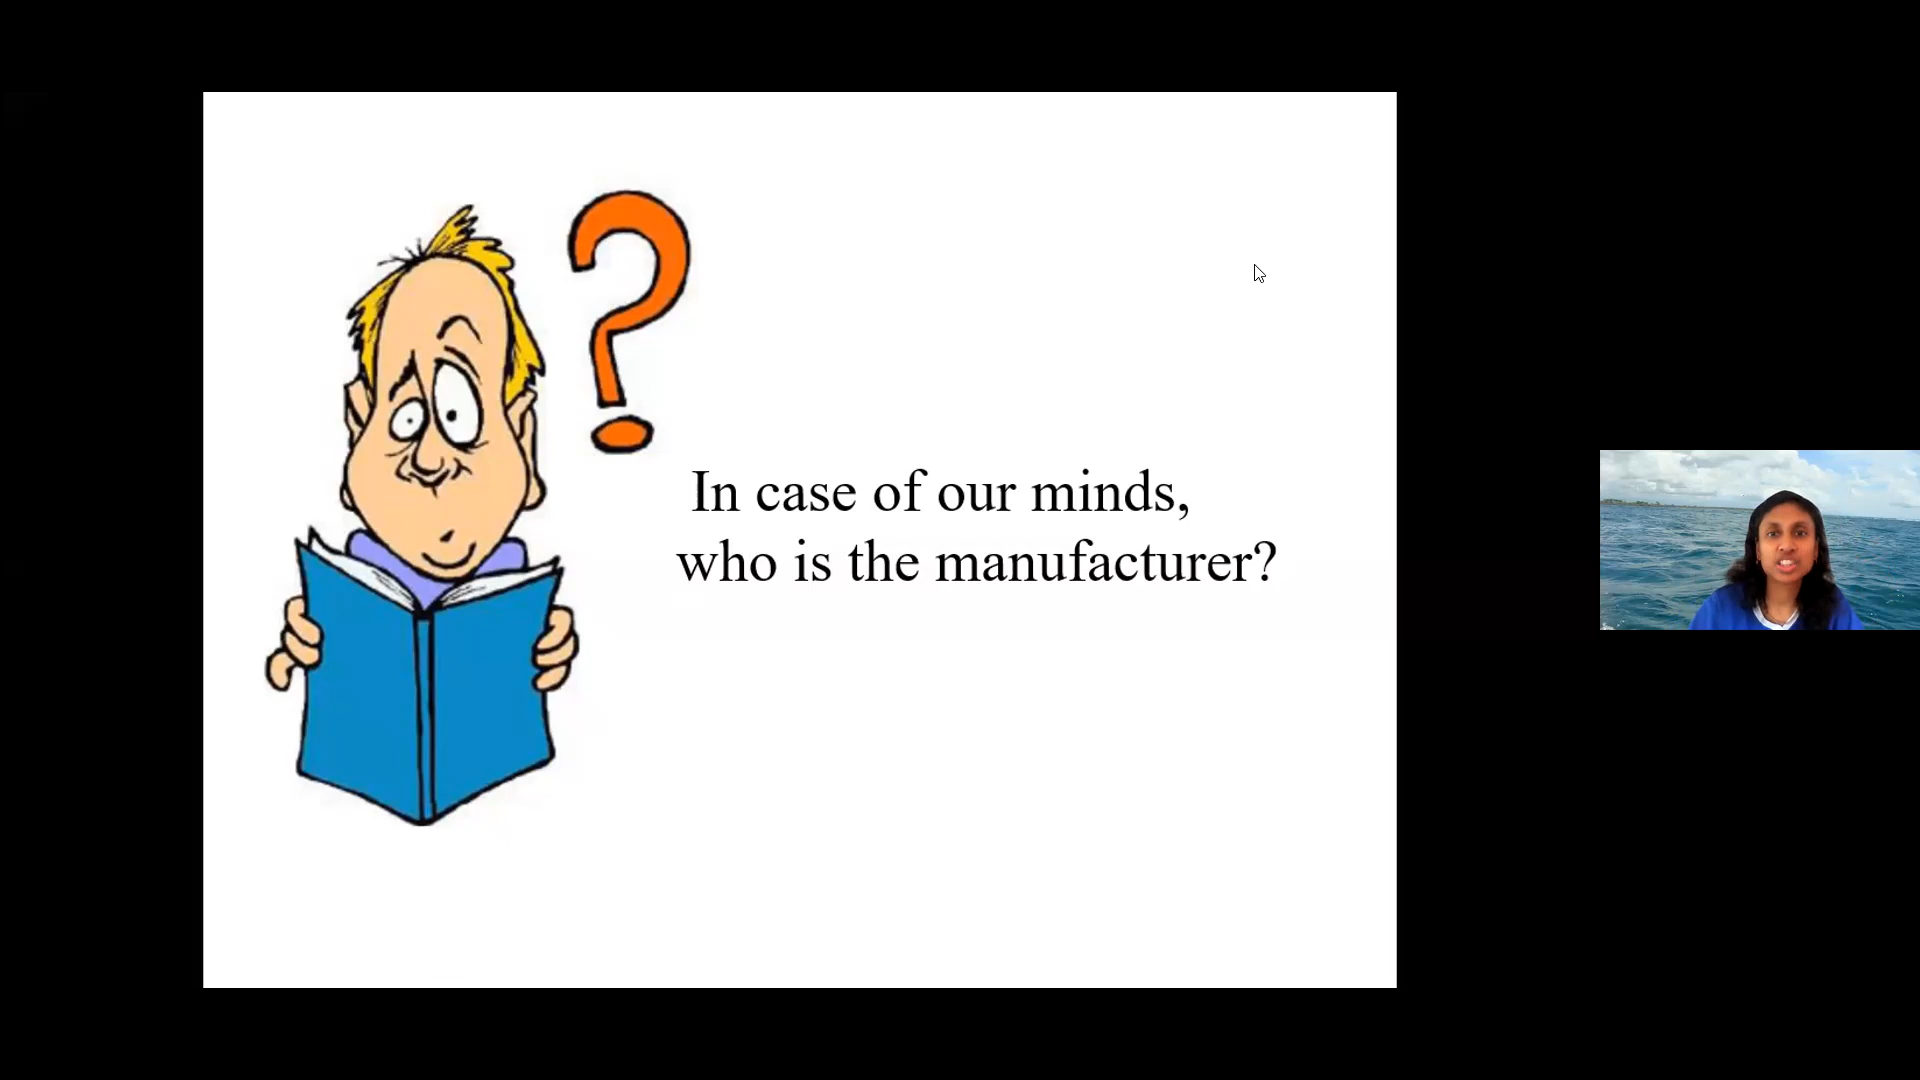 In case of our minds,
who is the manufacturer?